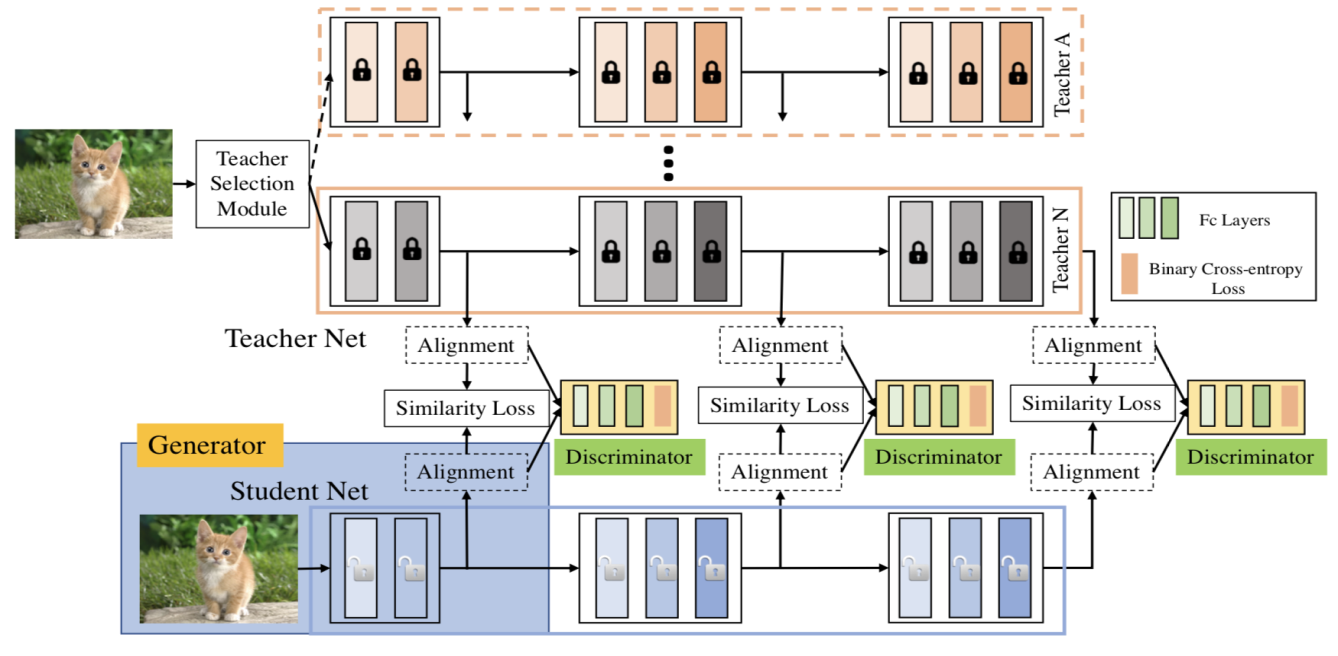 Teacher A
Teacher
Selection
Module
Teacher N
Fc Layers
Binary Cross-entropy
Loss
Teacher Net
Alignment
Alignment
Alignment
Similarity Loss
Similarity Loss
Similarity Loss
Generator
Discriminator
Discriminator
Discriminator
Alignment
Alignment
Alignment
Student Net